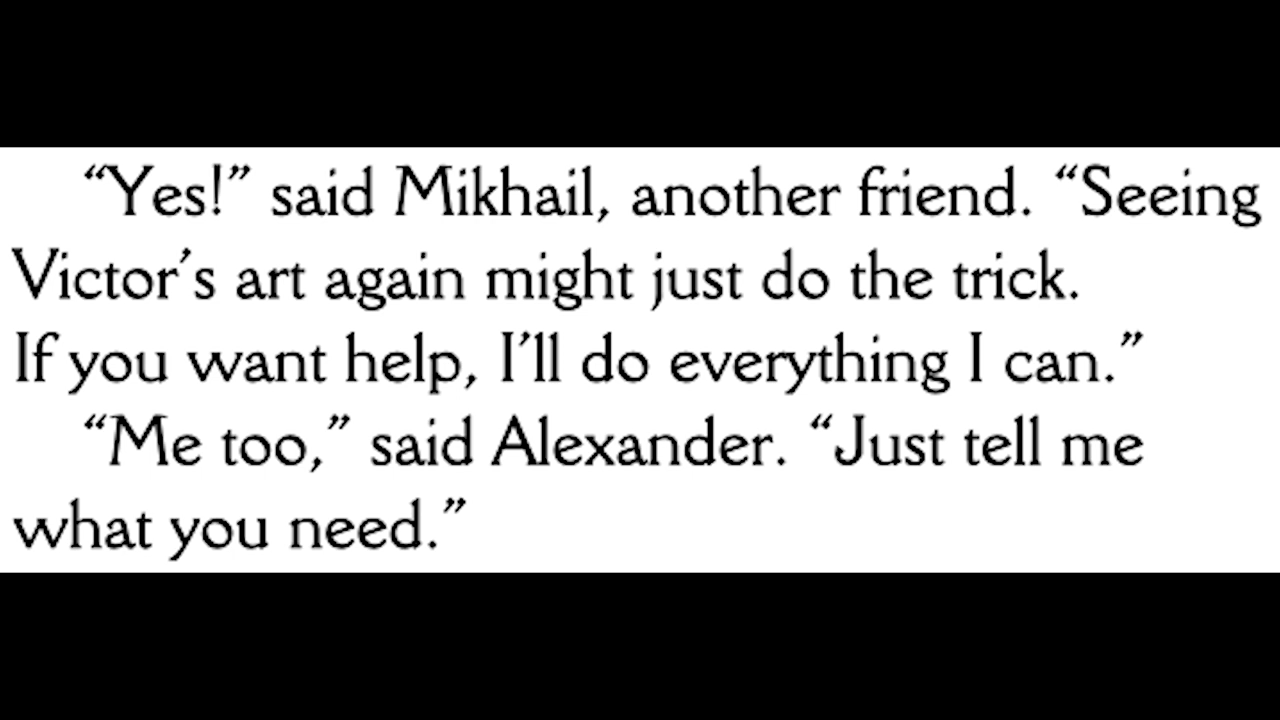 “Yes!” said Mikhail, another friend. “Seeing
Victor’s art again might just do the trick.
If you want help, I’ll do everything I can.”
“Me too,” said Alexander. “Just tell me
what you need.”